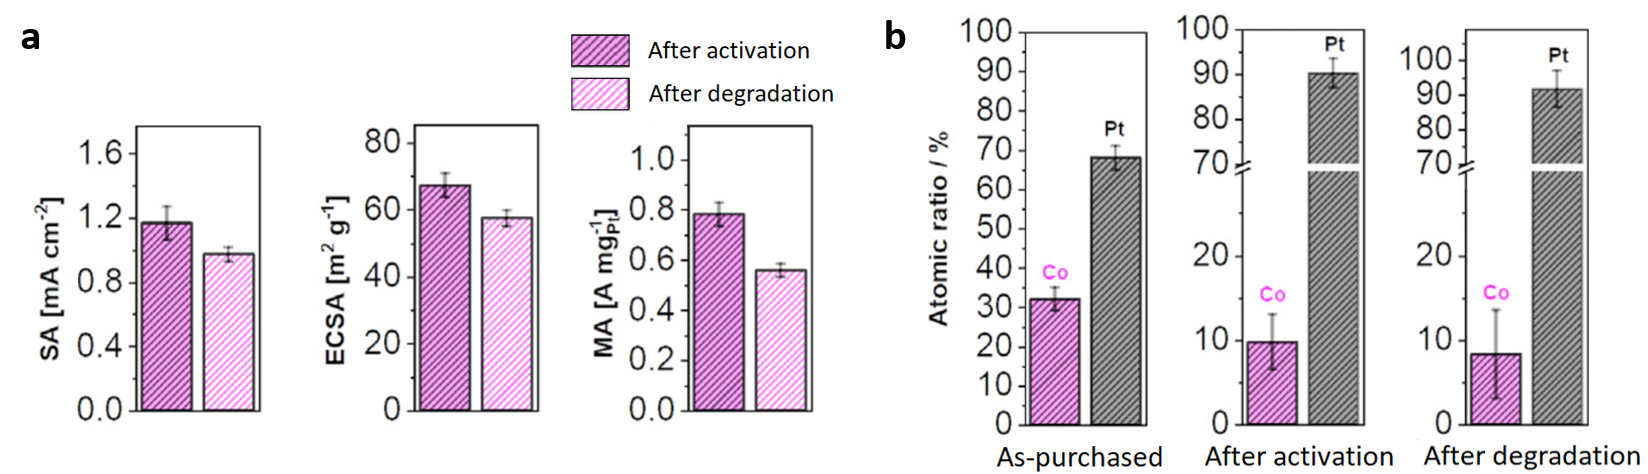 a
After activation
After degradation
SA [mA cm-2]
1.6
1.2
0.8
0.4
0.0
ECSA [m2 g-1]
80
60
40
20
0
MA [A mgPt-1]
1.0
0.8
0.6
0.4
0.2
0.0
b
Atomic ratio / %
100
90
80
70
60
50
40
30
20
10
0
Co
Pt
As-purchased
100
90
80
70
20
10
0
Co
Pt
After activation
100
90
80
70
20
10
0
Co
Pt
After degradation